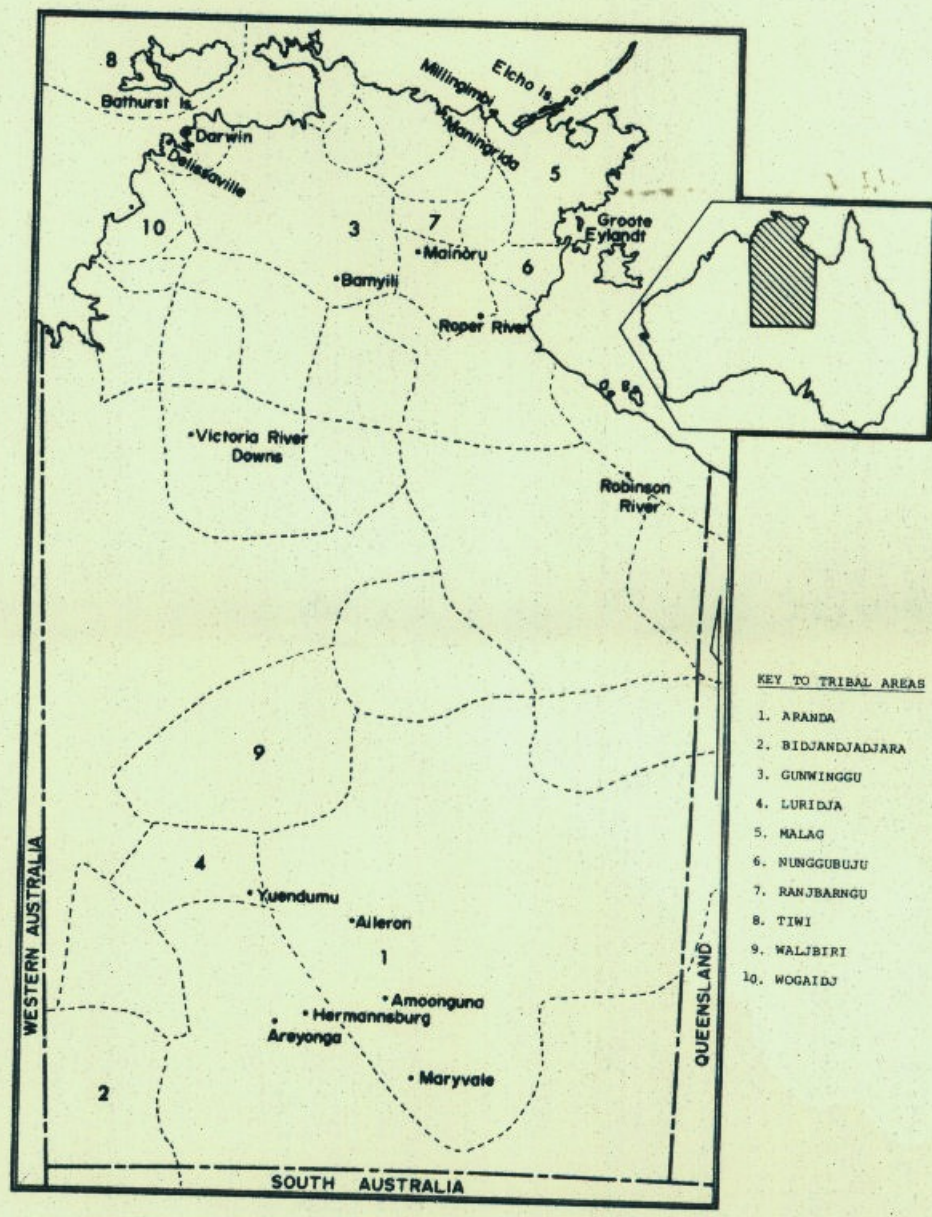 8
Bathurst Is.
Darwin
Delissaville
Millingimbi
Elcho Is.
Maningrida
5
10
3
7
Mainoru
Groote
Eylandt
6
Bamyili
Roper River
Victoria River
Downs
Robinson
River
9
4
Yuendumu
Aileron
1
Amoonguna
Hermannsburg
Areyonga
Maryvale
2
WESTERN AUSTRALIA
QUEENSLAND
SOUTH AUSTRALIA
KEY TO TRIBAL AREAS
1. ARANDA
2. BIDJANDJADJARA
3. GUNWINGGU
4. LURIDJA
5. MALAG
6. NUNGGUBUJU
7. RANJBARNGU
8. TIWI
9. WALJBIRI
10. WOGAIDJ